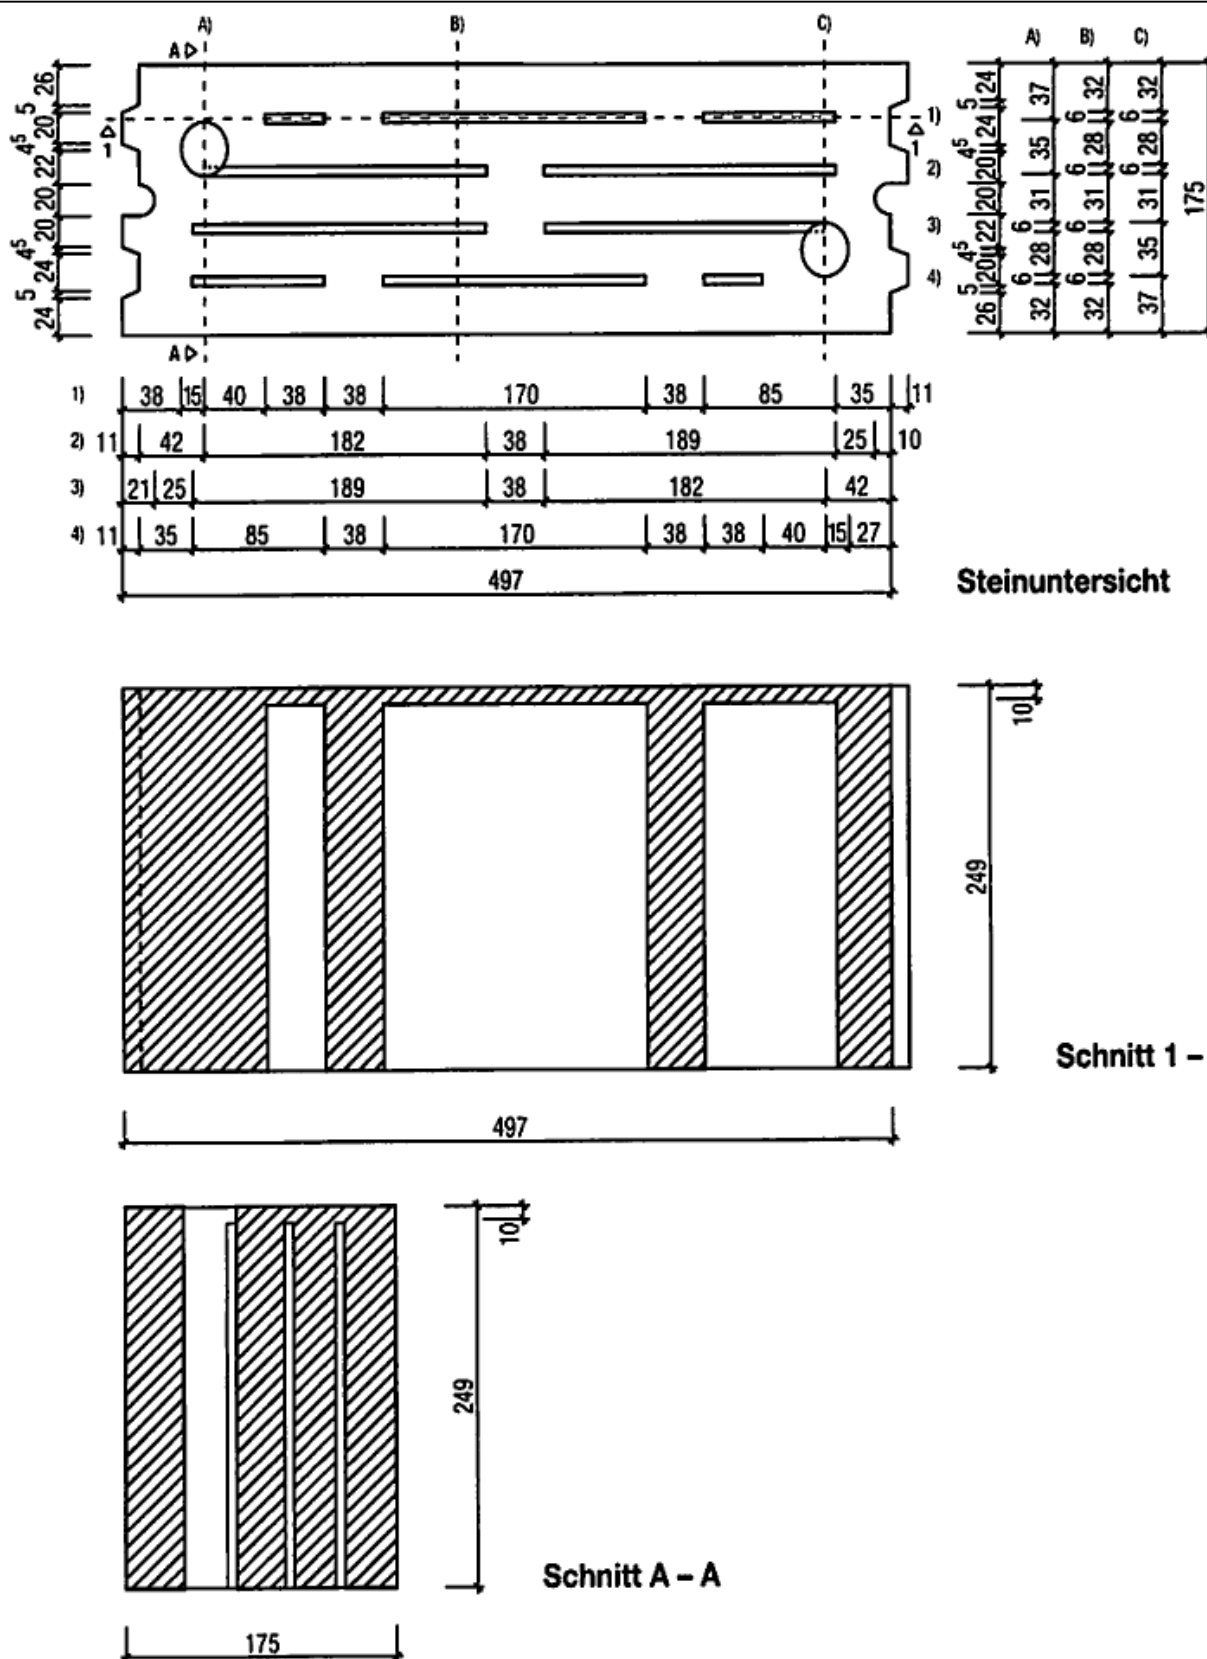 A) B) C)
A A) B) C)
26 5 20 4⁵ 22 20 20 4⁵ 24 5 24
1 1
1)
2)
3)
4)
24 5 24 4⁵ 20 20 22 4⁵ 20 5 26
37 35 31 6 28 6 32
32 6 28 6 31 6 28 6 32
32 6 28 6 31 35 37
175
A
1) 38 15 40 38 38 170 38 85 35 11
2) 11 42 182 38 189 25 10
3) 21 25 189 38 182 42
4) 11 35 85 38 170 38 38 40 15 27
497
Steinuntersicht
10
249
Schnitt 1 –
497
10
249
Schnitt A – A
175